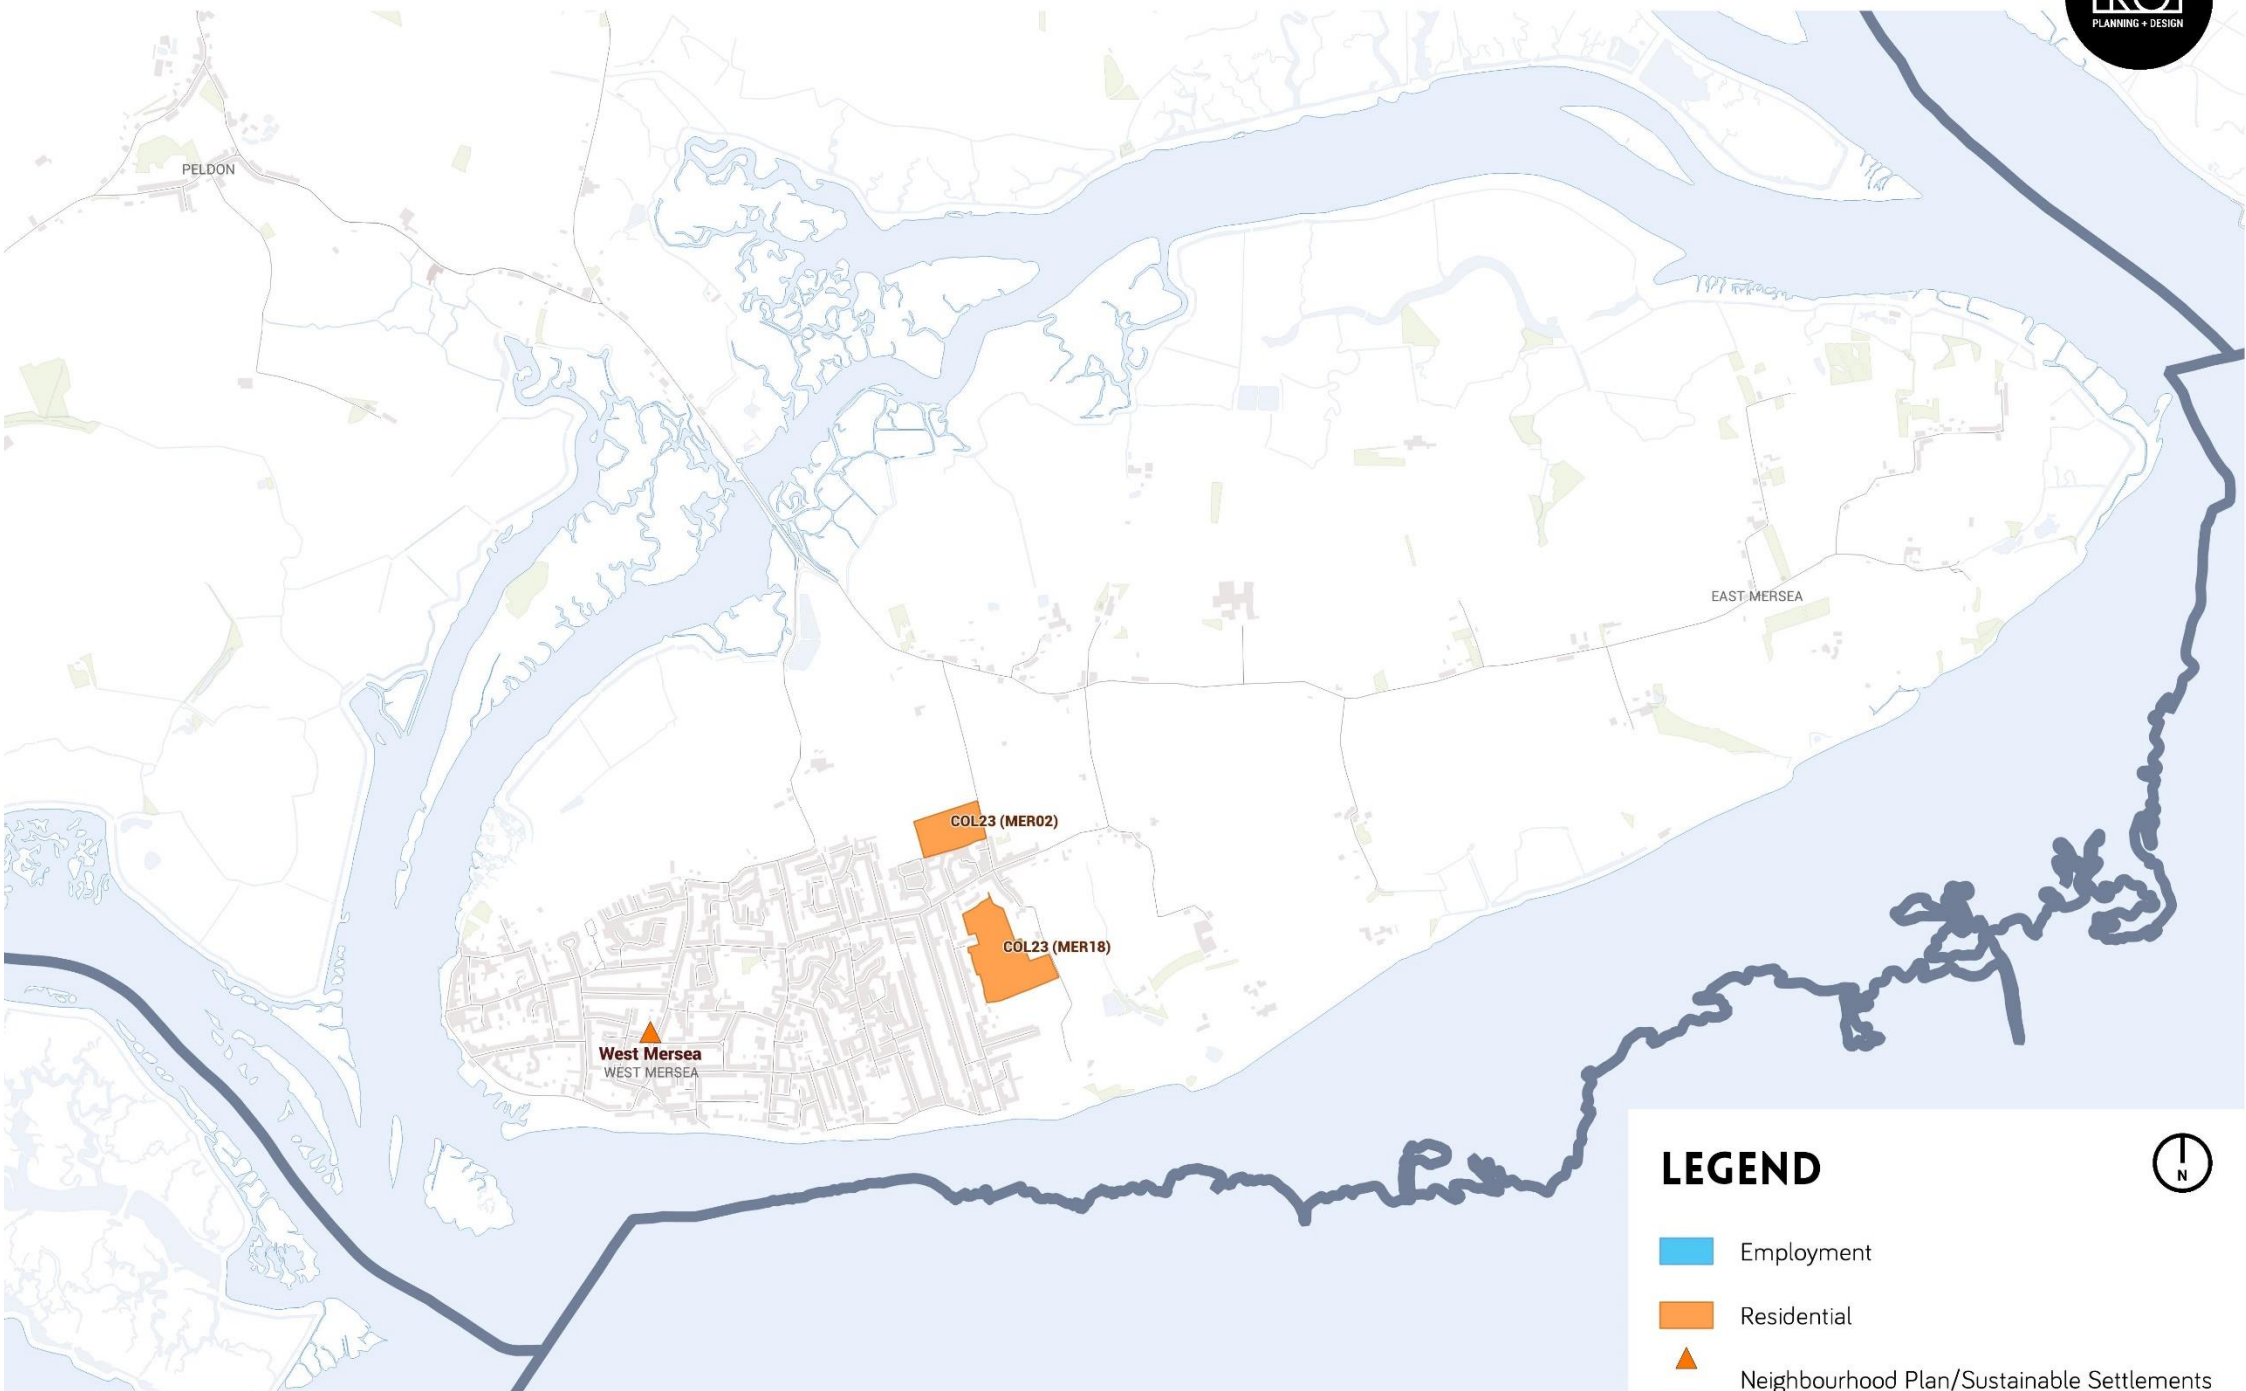 PLANNING + DESIGN
PELDON
EAST MERSEA
COL23 (MER02)
COL23 (MER18)
West Mersea
WEST MERSEA
LEGEND
N
Employment
Residential
Neighbourhood Plan/Sustainable Settlements